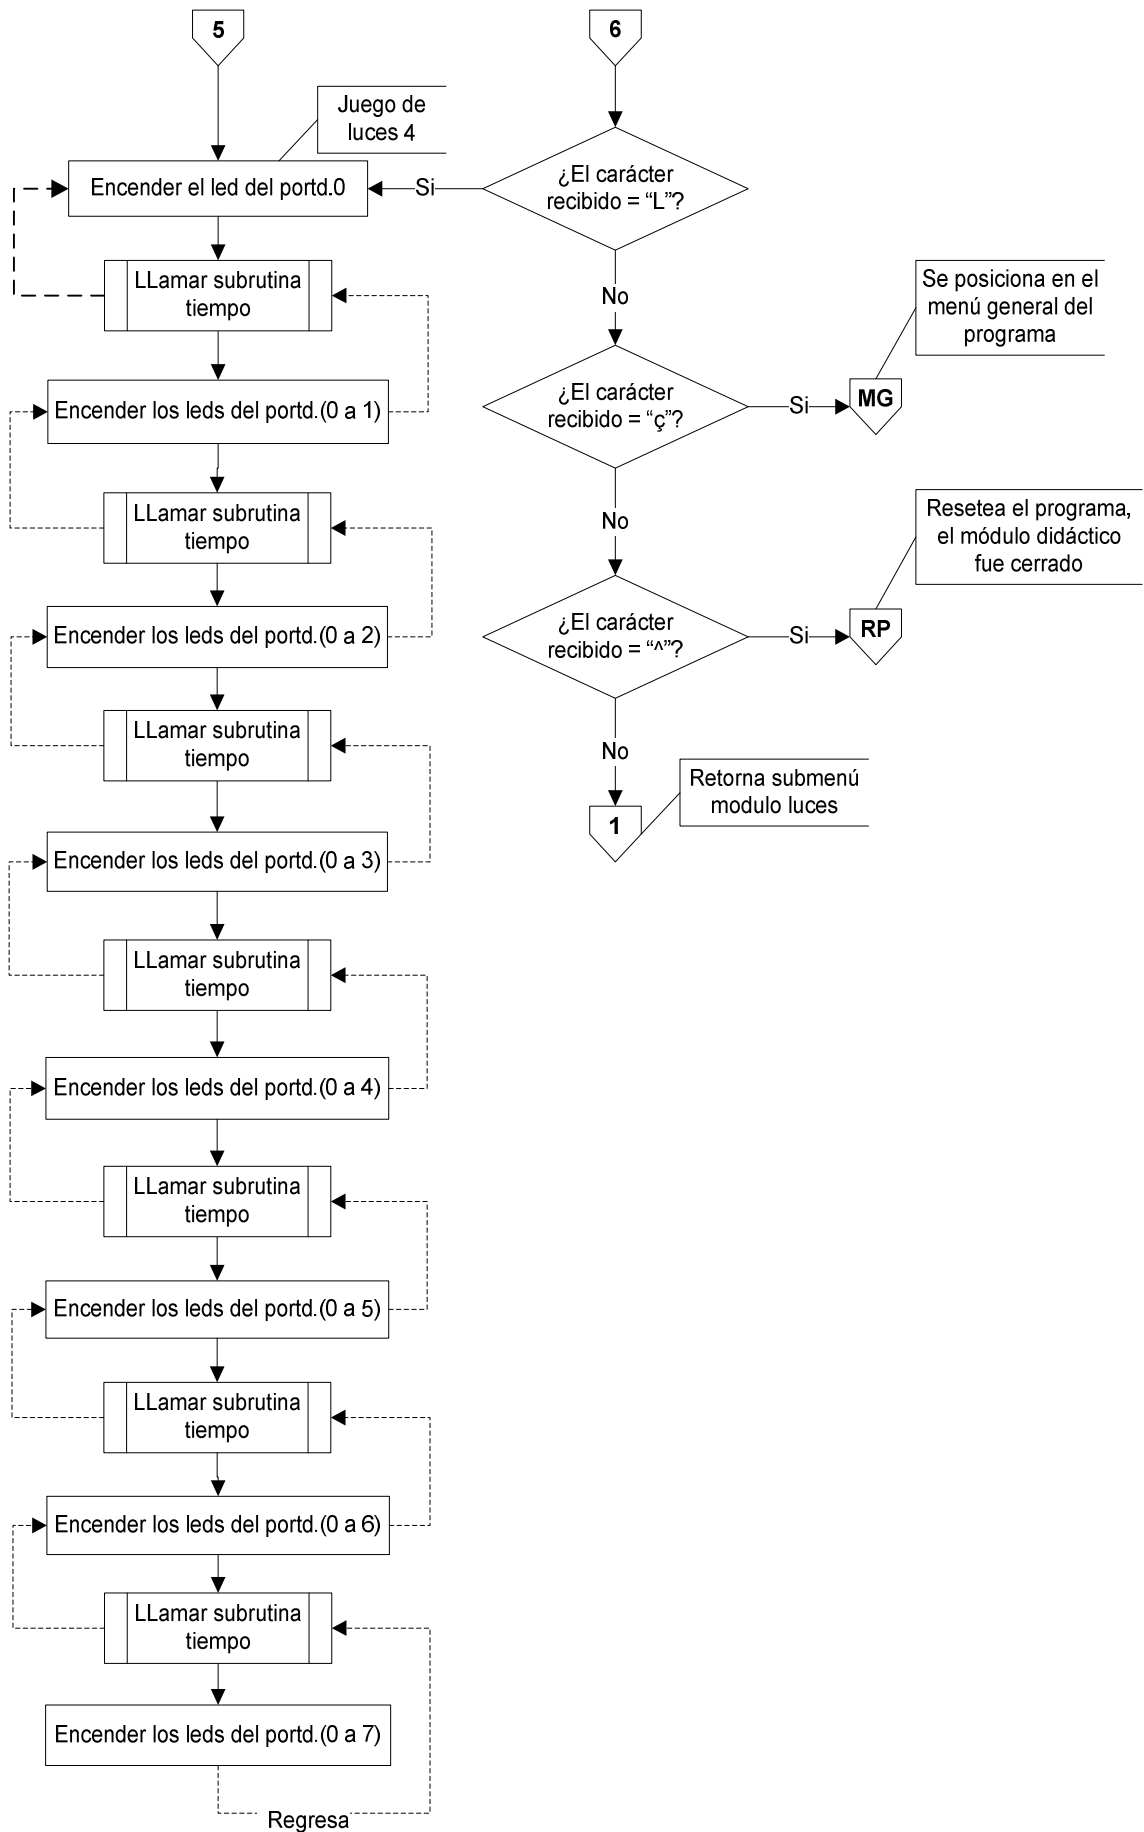 5
Juego de
luces 4
Encender el led del portd.0
LLamar subrutina
tiempo
Encender los leds del portd.(0 a 1)
LLamar subrutina
tiempo
Encender los leds del portd.(0 a 2)
LLamar subrutina
tiempo
Encender los leds del portd.(0 a 3)
LLamar subrutina
tiempo
Encender los leds del portd.(0 a 4)
LLamar subrutina
tiempo
Encender los leds del portd.(0 a 5)
LLamar subrutina
tiempo
Encender los leds del portd.(0 a 6)
LLamar subrutina
tiempo
Encender los leds del portd.(0 a 7)
Regresa
6
¿El carácter
recibido = “L”?
Si
No
¿El carácter
recibido = “ç”?
Si
MG
Se posiciona en el
menú general del
programa
No
¿El carácter
recibido = “^”?
Si
RP
Resetea el programa,
el módulo didáctico
fue cerrado
No
1
Retorna submenú
modulo luces